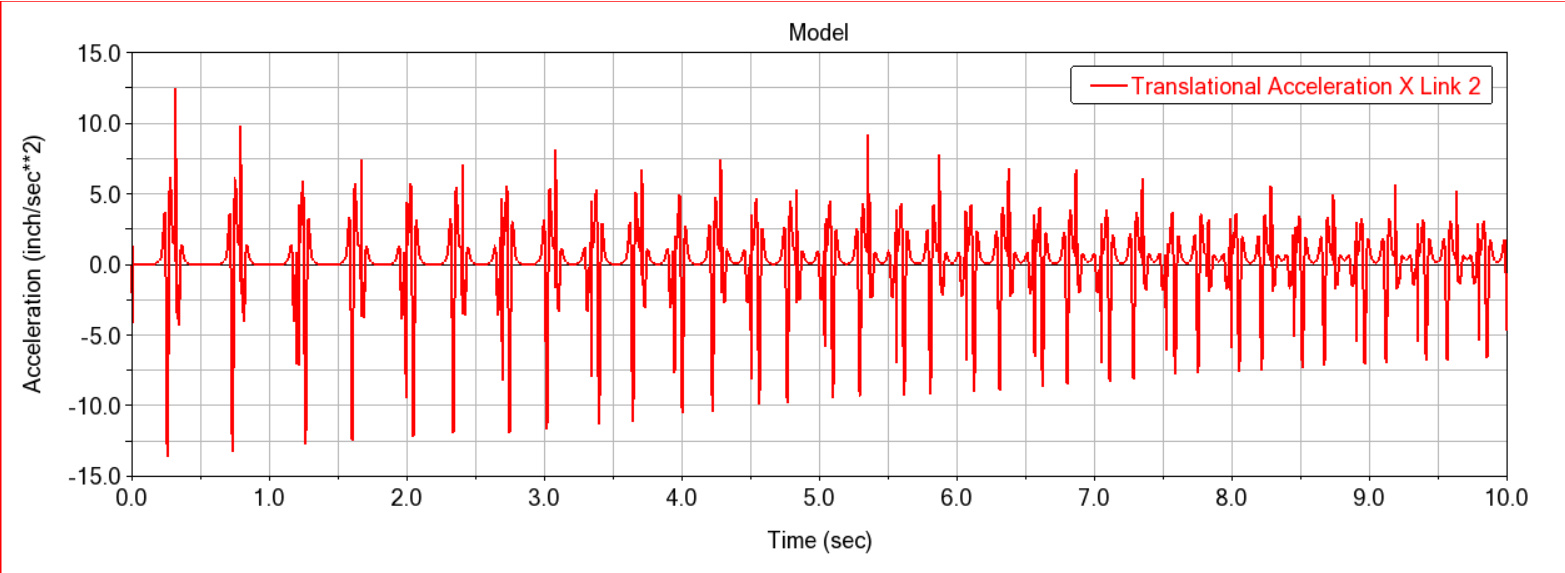 Model
Translational Acceleration X Link 2
Acceleration (inch/sec**2)
15.0
10.0
5.0
0.0
-5.0
-10.0
-15.0
0.0 1.0 2.0 3.0 4.0 5.0 6.0 7.0 8.0 9.0 10.0
Time (sec)